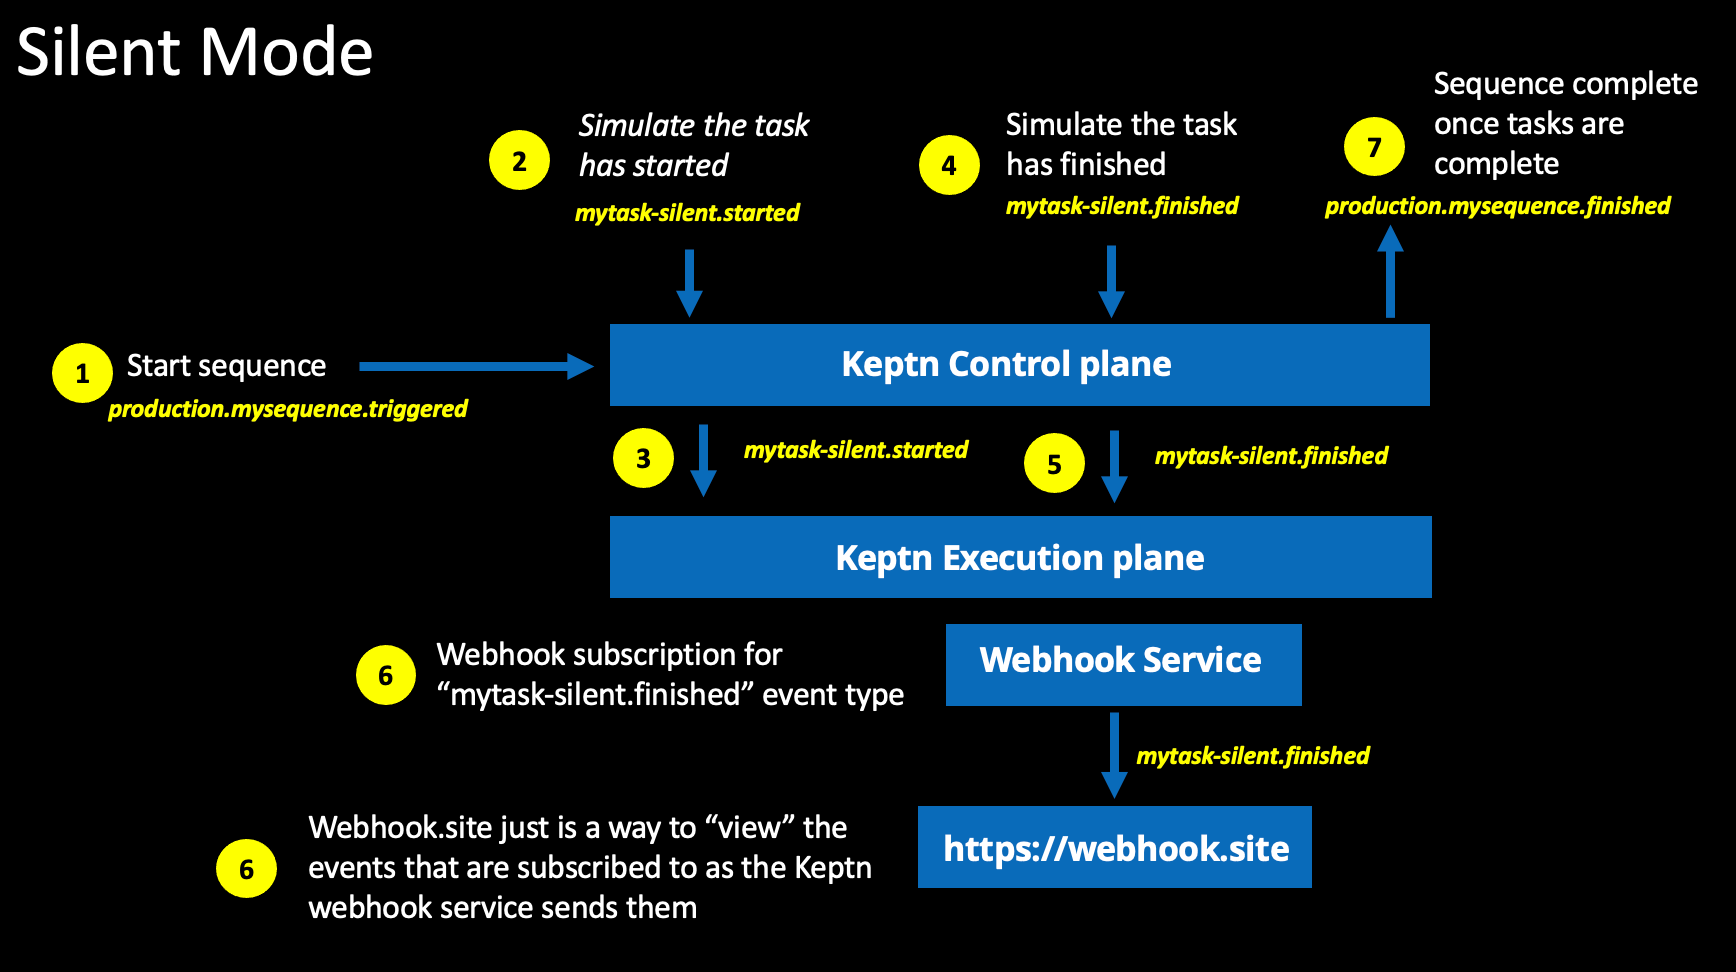 Silent Mode
2
Simulate the task
has started
mytask-silent.started
4
Simulate the task
has finished
mytask-silent.finished
7
Sequence complete
once tasks are
complete
production.mysequence.finished
1
Start sequence
production.mysequence.triggered
Keptn Control plane
3
mytask-silent.started
5
mytask-silent.finished
Keptn Execution plane
6
Webhook subscription for
“mytask-silent.finished” event type
Webhook Service
mytask-silent.finished
6
Webhook.site just is a way to “view” the
events that are subscribed to as the Keptn
webhook service sends them
https://webhook.site